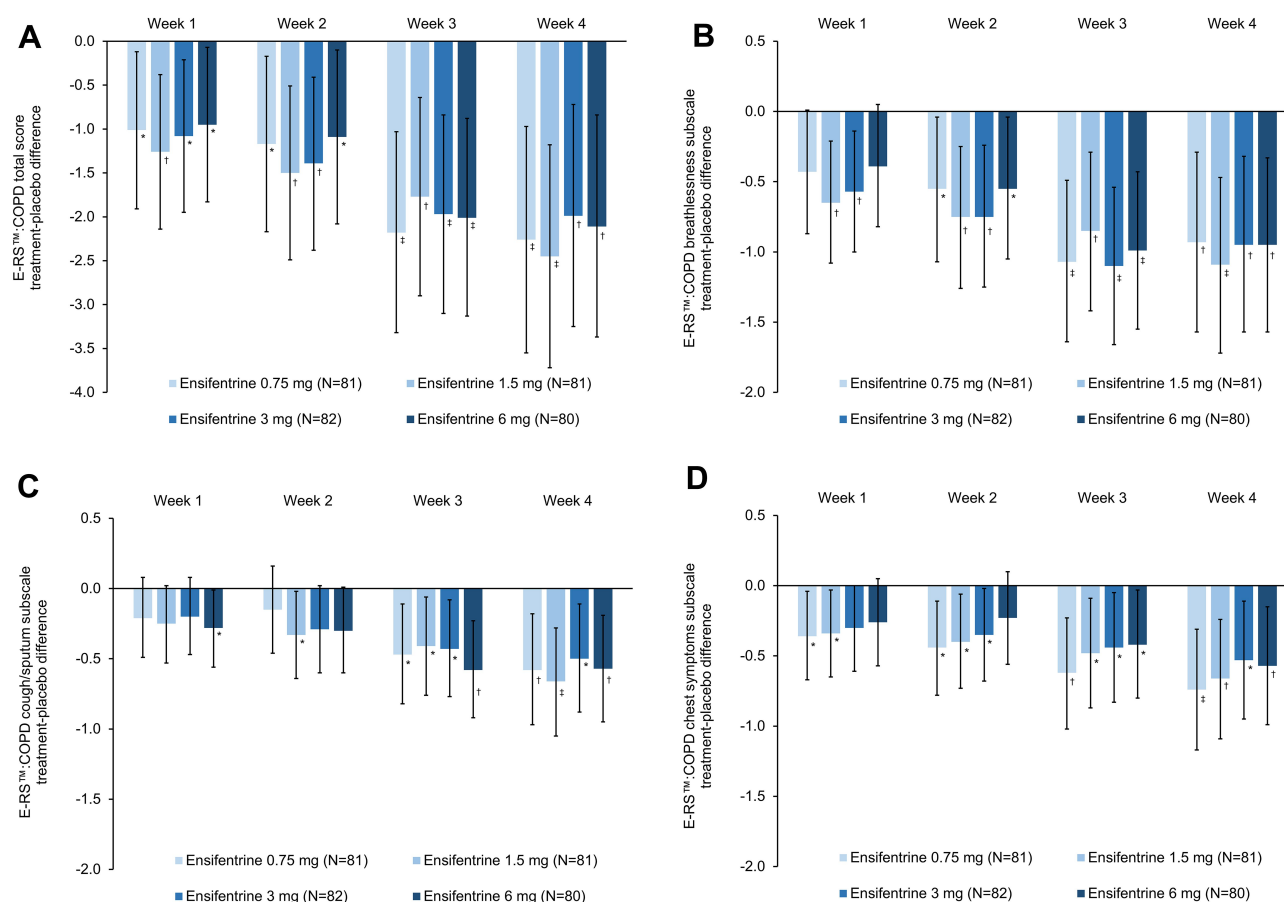 A
Week 1 Week 2 Week 3 Week 4
E-RS™:COPD total score
treatment-placebo difference
0.0
-0.5
-1.0
-1.5
-2.0
-2.5
-3.0
-3.5
-4.0
* † * *
* † † *
‡ † ‡ ‡
‡ ‡ † †
Ensifentrine 0.75 mg (N=81) Ensifentrine 1.5 mg (N=81)
Ensifentrine 3 mg (N=82) Ensifentrine 6 mg (N=80)
B
Week 1 Week 2 Week 3 Week 4
E-RS™:COPD breathlessness subscale
treatment-placebo difference
0.5
0.0
-0.5
-1.0
-1.5
-2.0
† †
* † † *
‡ † ‡ ‡
† ‡ † †
Ensifentrine 0.75 mg (N=81) Ensifentrine 1.5 mg (N=81)
Ensifentrine 3 mg (N=82) Ensifentrine 6 mg (N=80)
C
Week 1 Week 2 Week 3 Week 4
E-RS™:COPD cough/sputum subscale
treatment-placebo difference
0.5
0.0
-0.5
-1.0
-1.5
-2.0
*
*
* * * †
† ‡ * †
Ensifentrine 0.75 mg (N=81) Ensifentrine 1.5 mg (N=81)
Ensifentrine 3 mg (N=82) Ensifentrine 6 mg (N=80)
D
Week 1 Week 2 Week 3 Week 4
E-RS™:COPD chest symptoms subscale
treatment-placebo difference
0.5
0.0
-0.5
-1.0
-1.5
-2.0
* *
* * *
† * * *
‡ † * †
Ensifentrine 0.75 mg (N=81) Ensifentrine 1.5 mg (N=81)
Ensifentrine 3 mg (N=82) Ensifentrine 6 mg (N=80)